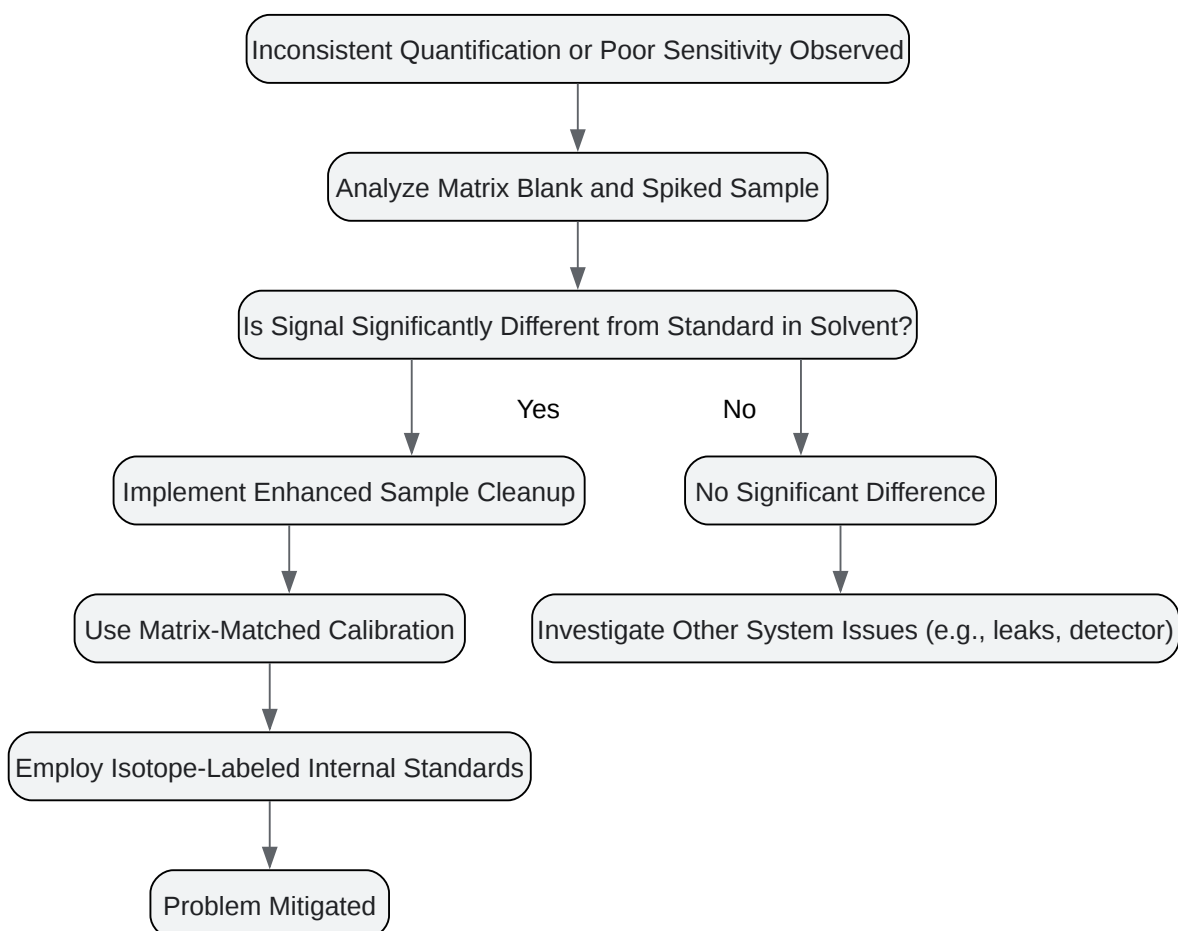 Inconsistent Quantification or Poor Sensitivity Observed
Analyze Matrix Blank and Spiked Sample
Is Signal Significantly Different from Standard in Solvent?
Yes
No
Implement Enhanced Sample Cleanup
No Significant Difference
Use Matrix-Matched Calibration
Investigate Other System Issues (e.g., leaks, detector)
Employ Isotope-Labeled Internal Standards
Problem Mitigated